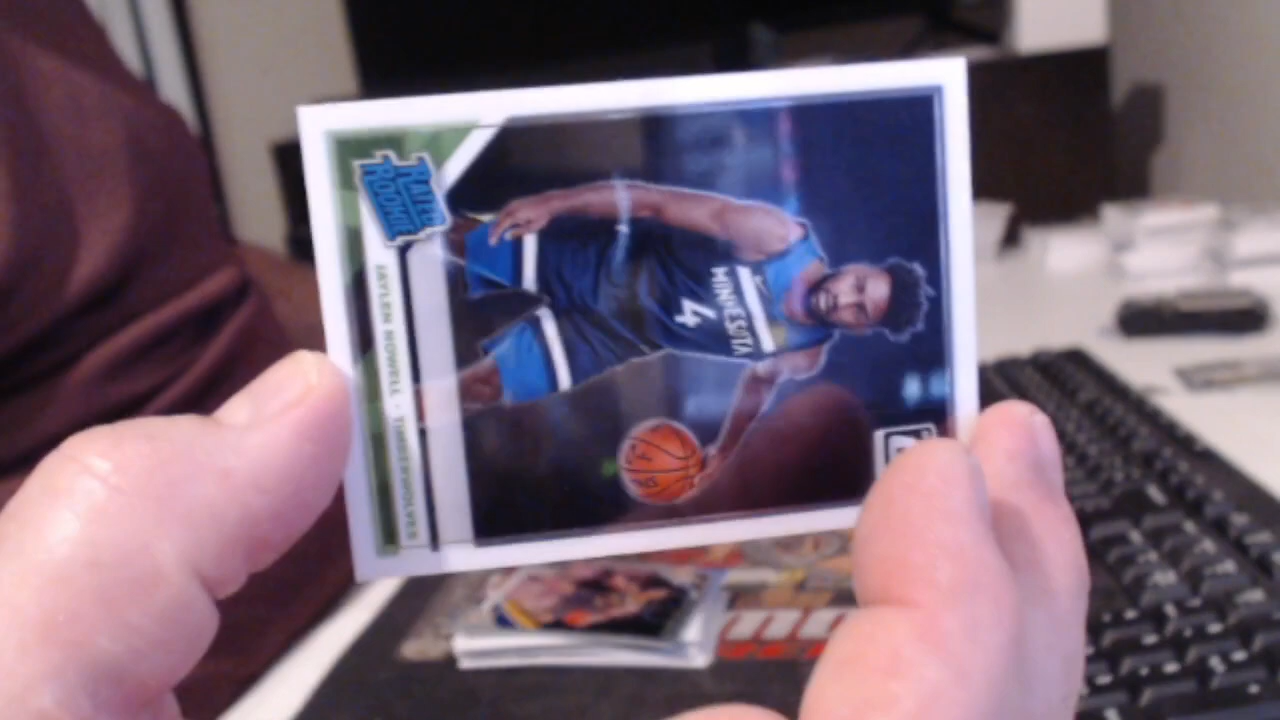 MINNESOTA
4
RATED
ROOKIE
JAYLEN NOWELL · TIMBERWOLVES